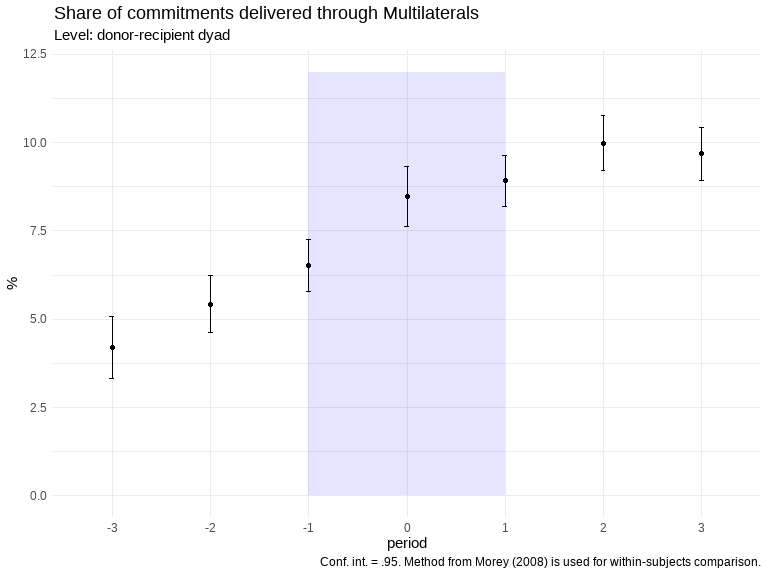 Share of commitments delivered through Multilaterals
Level: donor-recipient dyad
12.5
10.0
7.5
5.0
2.5
0.0
%
-3 -2 -1 0 1 2 3
period
Conf. int. = .95. Method from Morey (2008) is used for within-subjects comparison.